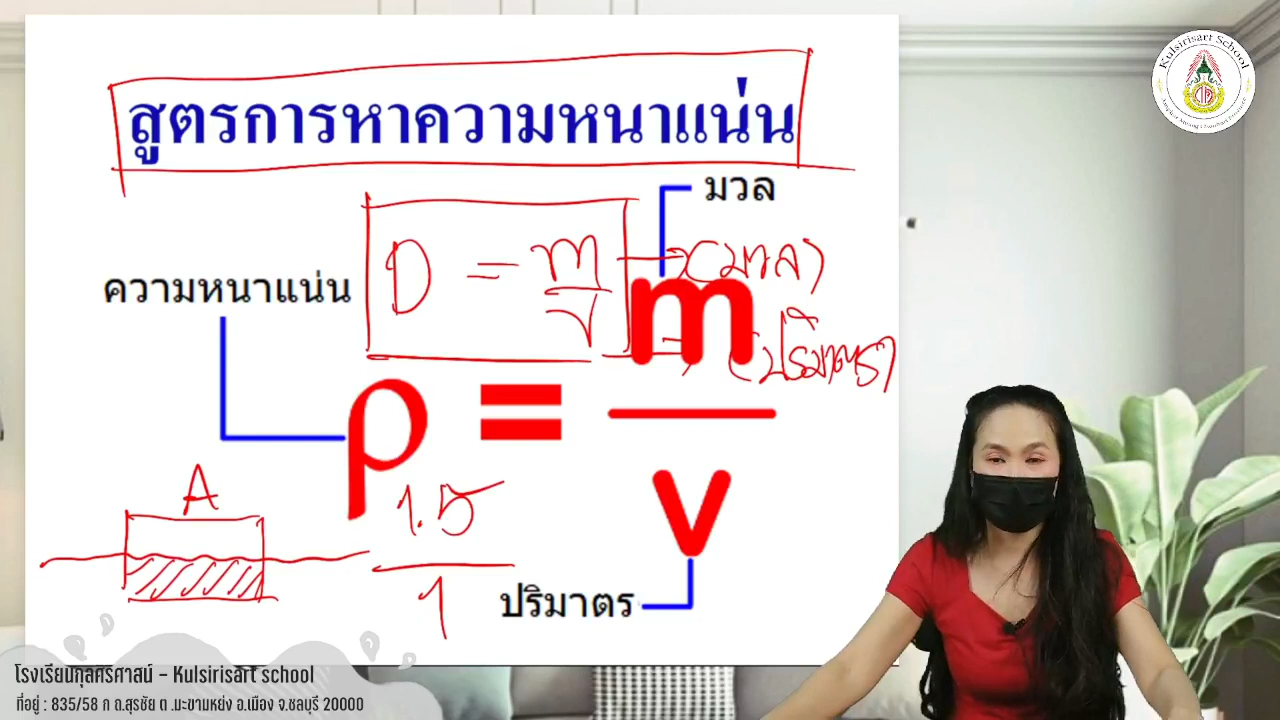 สูตรการหาความหนาแน่น
มวล
D = m/v
(มวล)
ความหนาแน่น
m
(ปริมาตร)
ρ =
v
A
1.5
1
ปริมาตร
Kulsirisart School
โรงเรียนกุลศิริศาสน์ - Kulsirisart school
ที่อยู่ : 835/58 ก ถ.สุรชัย ต .มะขามหย่ง อ.เมือง จ.ชลบุรี 20000